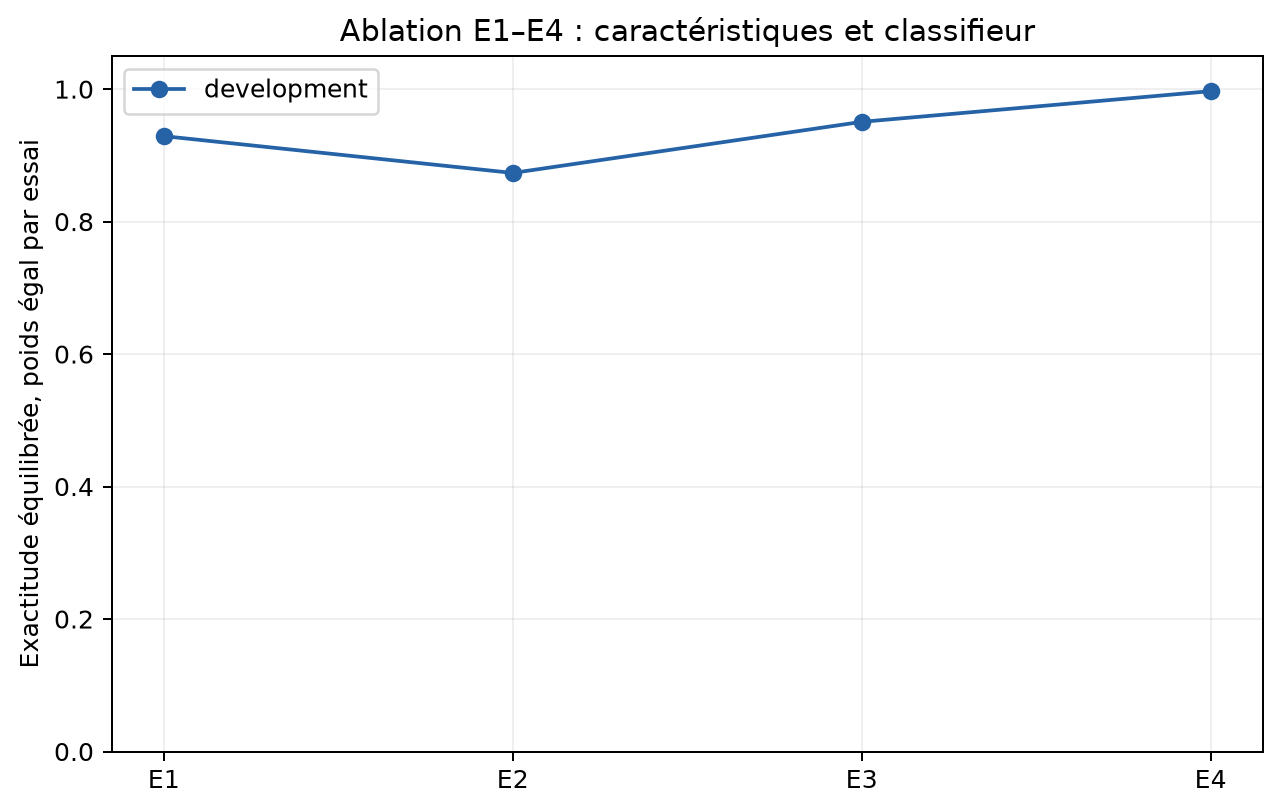 Ablation E1–E4 : caractéristiques et classifieur
development
Exactitude équilibrée, poids égal par essai
1.0
0.8
0.6
0.4
0.2
0.0
E1 E2 E3 E4